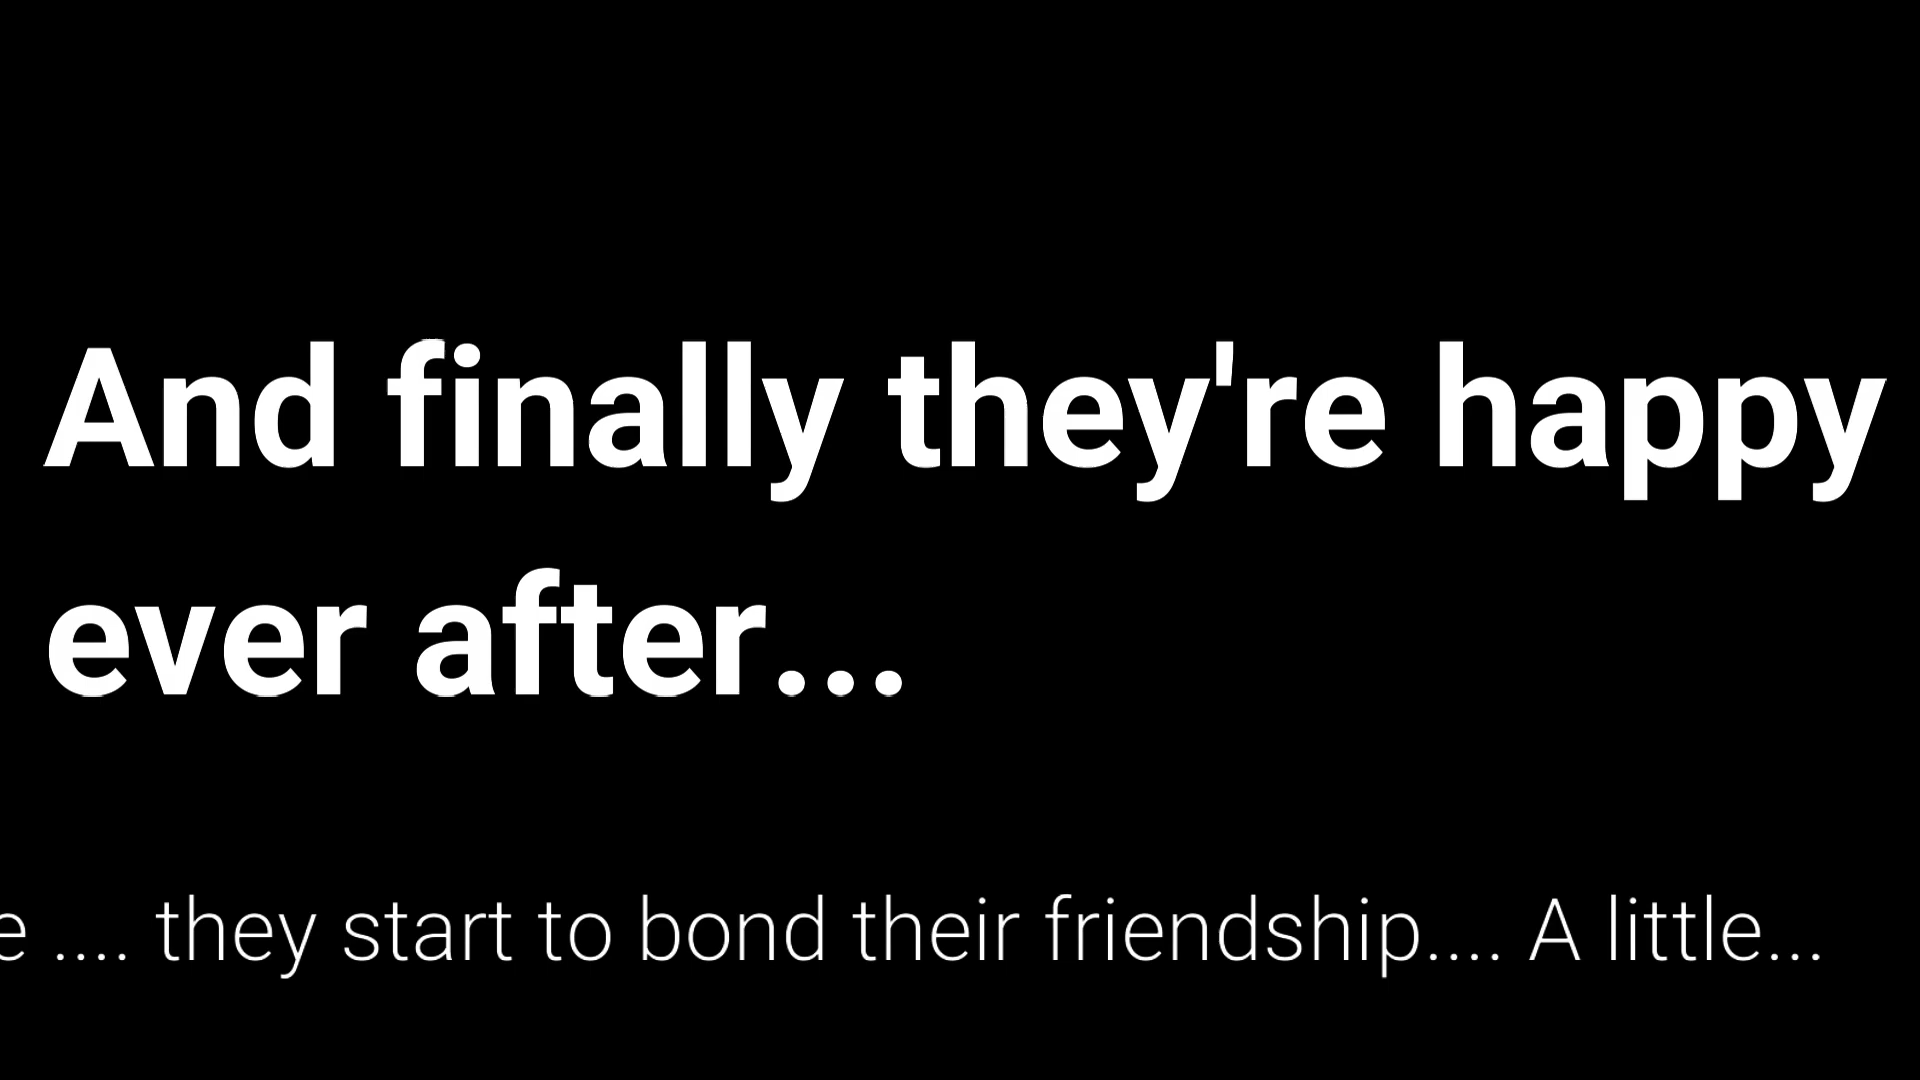 And finally they're happy
ever after...
e .... they start to bond their friendship.... A little...